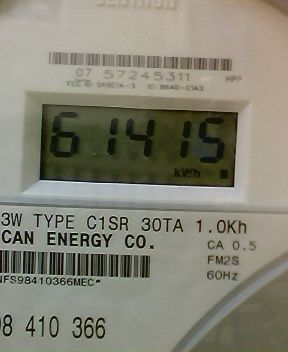 CENTRON
07 57245311
61415
kWh
3W TYPE C1SR 30TA 1.0Kh
CAN ENERGY CO.
CA 0.5
FM2S
60Hz
NFS98410366MEC*
98 410 366